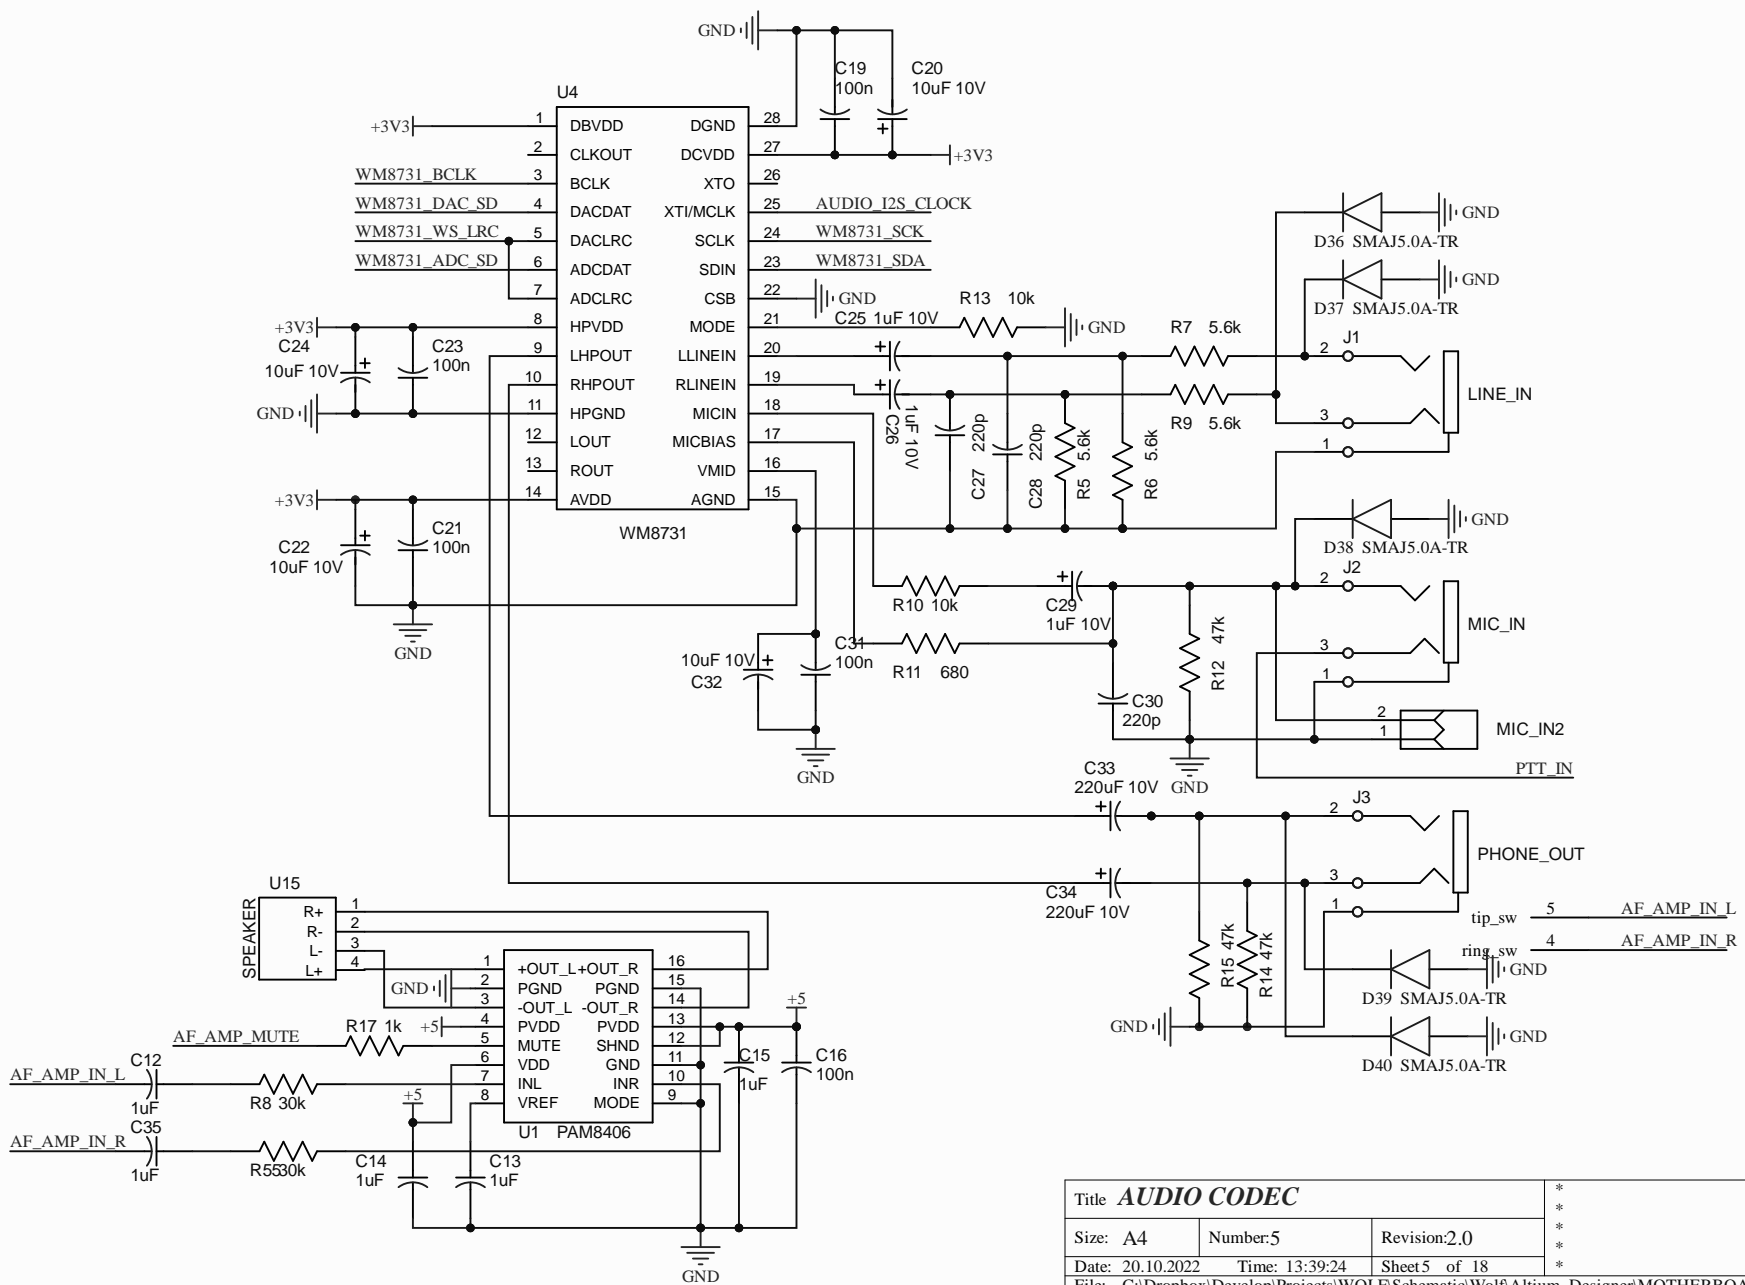 GND
C19
100n
C20
10uF 10V
U4
+3V3
1 DBVDD DGND 28
2 CLKOUT DCVDD 27
+3V3
WM8731_BCLK 3 BCLK XTO 26
WM8731_DAC_SD 4 DACDAT XTI/MCLK 25 AUDIO_I2S_CLOCK
WM8731_WS_LRC 5 DACLRC SCLK 24 WM8731_SCK
WM8731_ADC_SD 6 ADCDAT SDIN 23 WM8731_SDA
7 ADCLRC CSB 22 GND
+3V3 8 HPVDD MODE 21
9 LHPOUT LLINEIN 20
10 RHPOUT RLINEIN 19
GND 11 HPGND MICIN 18
12 LOUT MICBIAS 17
13 ROUT VMID 16
+3V3 14 AVDD AGND 15
WM8731
C24
10uF 10V
C23
100n
C22
10uF 10V
C21
100n
GND
C25 1uF 10V
R13 10k
GND
C26 1uF 10V
C27 220p
C28 220p
R5 5.6k
R6 5.6k
R7 5.6k
R9 5.6k
GND
D36 SMAJ5.0A-TR
GND
D37 SMAJ5.0A-TR
J1
2
3
1
LINE_IN
GND
D38 SMAJ5.0A-TR
J2
2
3
1
MIC_IN
R10 10k
C29
1uF 10V
R11 680
R12 47k
C30
220p
10uF 10V
C32
C31
100n
GND
2
1
MIC_IN2
PTT_IN
GND
C33
220uF 10V
C34
220uF 10V
J3
2
3
1
PHONE_OUT
tip_sw 5 AF_AMP_IN_L
ring_sw 4 AF_AMP_IN_R
R15 47k
R14 47k
GND
GND
D39 SMAJ5.0A-TR
GND
D40 SMAJ5.0A-TR
U15
SPEAKER
R+ 1
R- 2
L- 3
L+ 4
1 +OUT_L +OUT_R 16
GND 2 PGND PGND 15
3 -OUT_L -OUT_R 14
+5 4 PVDD PVDD 13
5 MUTE SHND 12
6 VDD GND 11
7 INL INR 10
8 VREF MODE 9
U1 PAM8406
+5
AF_AMP_MUTE
R17 1k
AF_AMP_IN_L
C12
1uF
R8 30k
AF_AMP_IN_R
C35
1uF
R55 30k
+5
C14
1uF
C13
1uF
C15
1uF
C16
100n
GND
Title AUDIO CODEC
Size: A4 Number:5 Revision:2.0
Date: 20.10.2022 Time: 13:39:24 Sheet5 of 18
File: C:\Dropbox\Develop\Projects\WOLF\Schematic\Wolf\Altium_Designer\MOTHERBOA
*
*
*
*
*